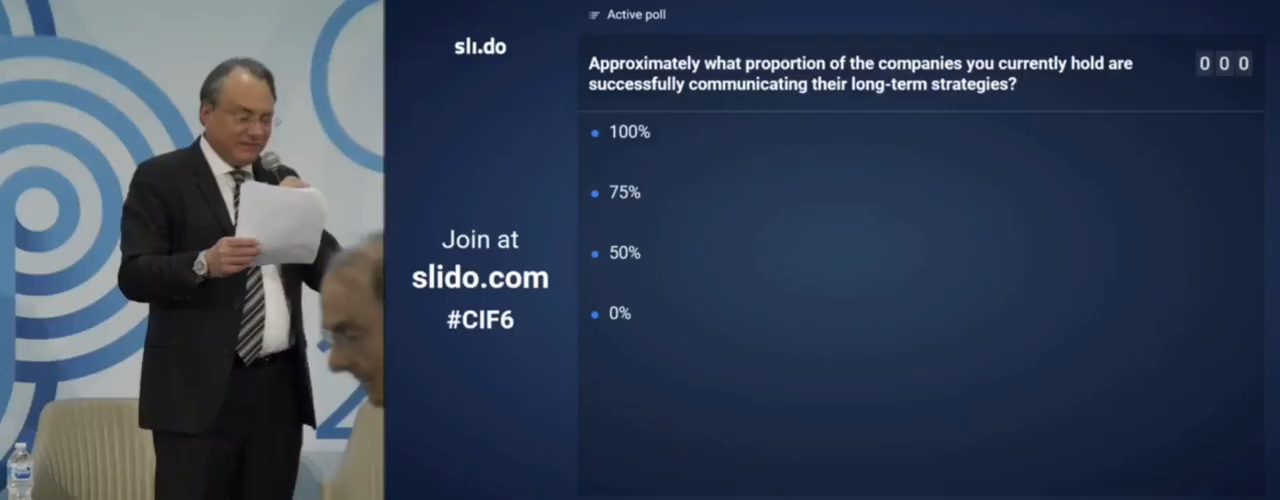 sli.do
Join at
slido.com
#CIF6
Active poll
Approximately what proportion of the companies you currently hold are
successfully communicating their long-term strategies?
0 0 0
100%
75%
50%
0%